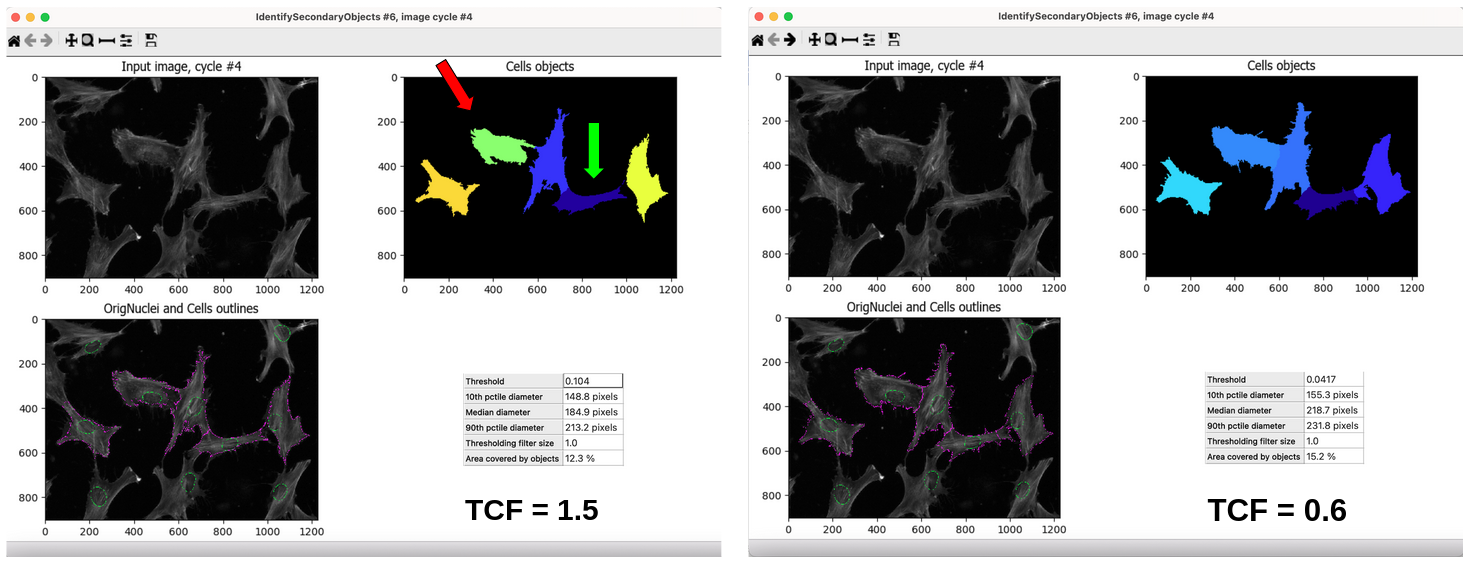 IdentifySecondaryObjects #6, image cycle #4
Input image, cycle #4
0
200
400
600
800
0 200 400 600 800 1000 1200
Cells objects
0
200
400
600
800
0 200 400 600 800 1000 1200
OrigNuclei and Cells outlines
0
200
400
600
800
0 200 400 600 800 1000 1200
Threshold 0.104
10th pctile diameter 148.8 pixels
Median diameter 184.9 pixels
90th pctile diameter 213.2 pixels
Thresholding filter size 1.0
Area covered by objects 12.3 %
TCF = 1.5
IdentifySecondaryObjects #6, image cycle #4
Input image, cycle #4
0
200
400
600
800
0 200 400 600 800 1000 1200
Cells objects
0
200
400
600
800
0 200 400 600 800 1000 1200
OrigNuclei and Cells outlines
0
200
400
600
800
0 200 400 600 800 1000 1200
Threshold 0.0417
10th pctile diameter 155.3 pixels
Median diameter 218.7 pixels
90th pctile diameter 231.8 pixels
Thresholding filter size 1.0
Area covered by objects 15.2 %
TCF = 0.6